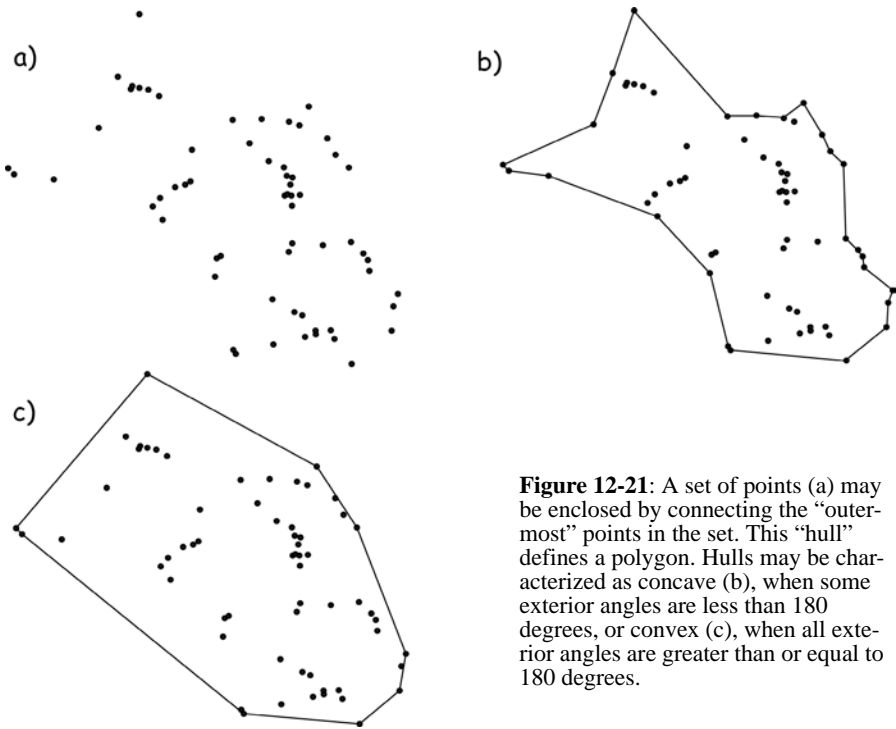 a)
b)
c)
Figure 12-21: A set of points (a) may
be enclosed by connecting the “outer-
most” points in the set. This “hull”
defines a polygon. Hulls may be char-
acterized as concave (b), when some
exterior angles are less than 180
degrees, or convex (c), when all exte-
rior angles are greater than or equal to
180 degrees.